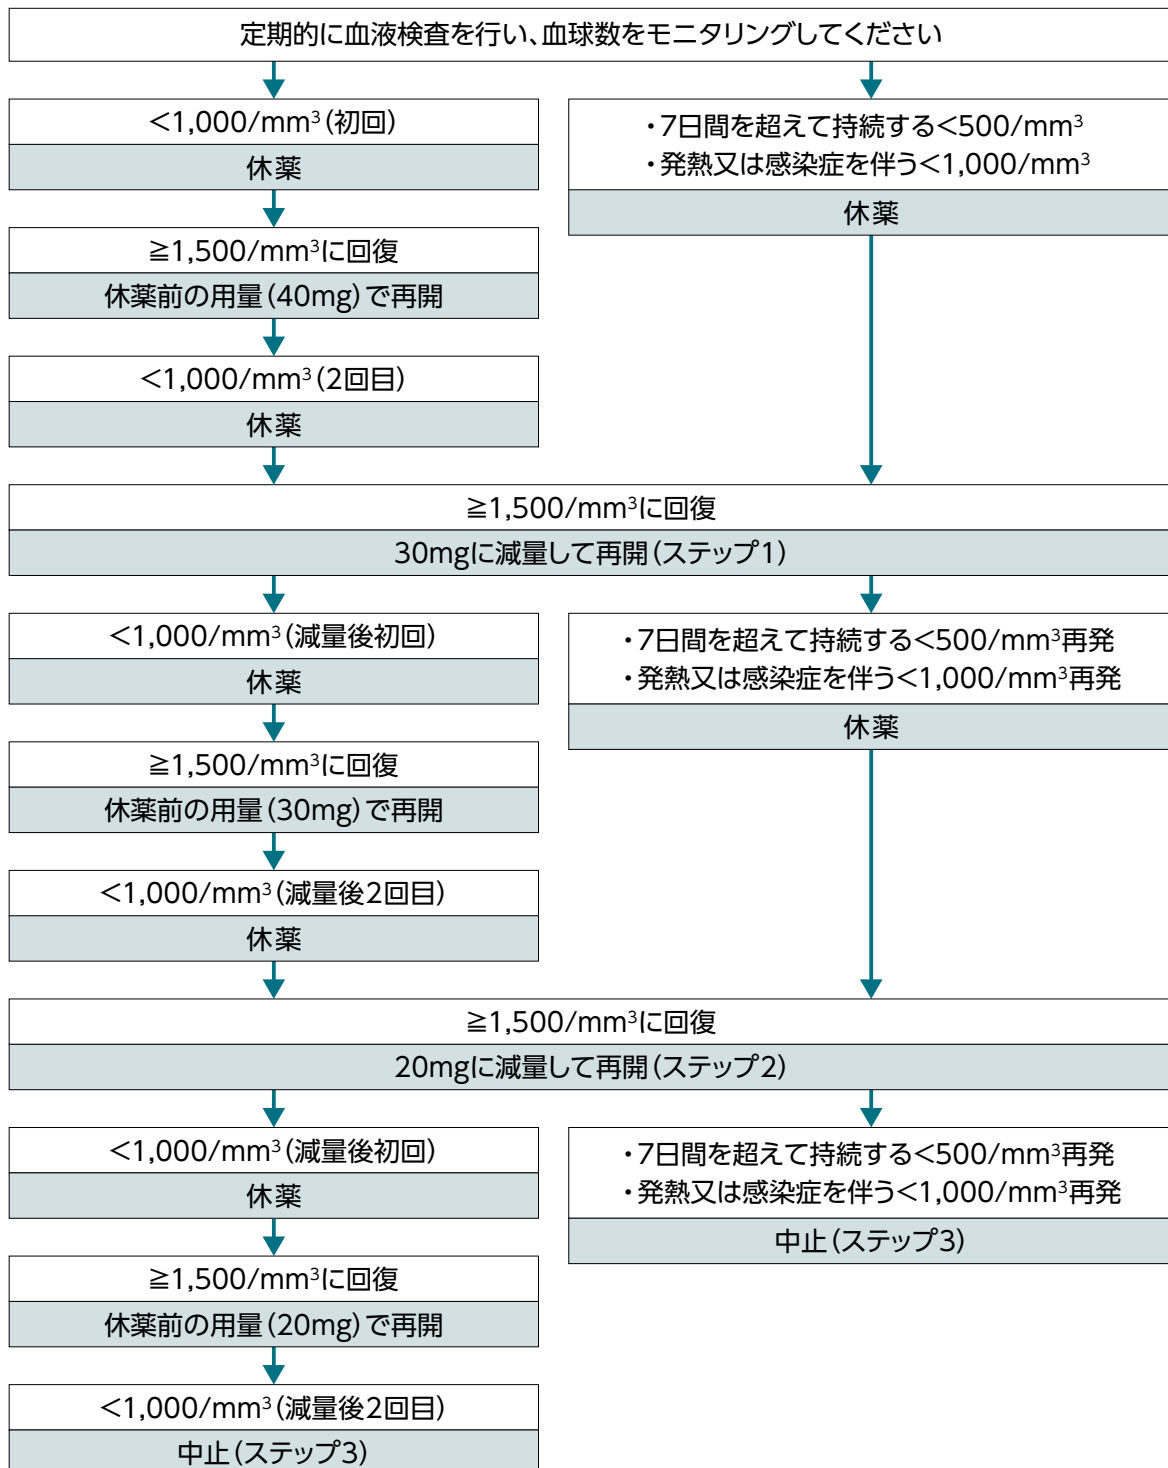 定期的に血液検査を行い、血球数をモニタリングしてください
<1,000/mm³(初回)
休薬
・7日間を超えて持続する<500/mm³
・発熱又は感染症を伴う<1,000/mm³
休薬
≧1,500/mm³に回復
休薬前の用量(40mg)で再開
<1,000/mm³(2回目)
休薬
≧1,500/mm³に回復
30mgに減量して再開(ステップ1)
<1,000/mm³(減量後初回)
休薬
・7日間を超えて持続する<500/mm³再発
・発熱又は感染症を伴う<1,000/mm³再発
休薬
≧1,500/mm³に回復
休薬前の用量(30mg)で再開
<1,000/mm³(減量後2回目)
休薬
≧1,500/mm³に回復
20mgに減量して再開(ステップ2)
<1,000/mm³(減量後初回)
休薬
・7日間を超えて持続する<500/mm³再発
・発熱又は感染症を伴う<1,000/mm³再発
中止(ステップ3)
≧1,500/mm³に回復
休薬前の用量(20mg)で再開
<1,000/mm³(減量後2回目)
中止(ステップ3)